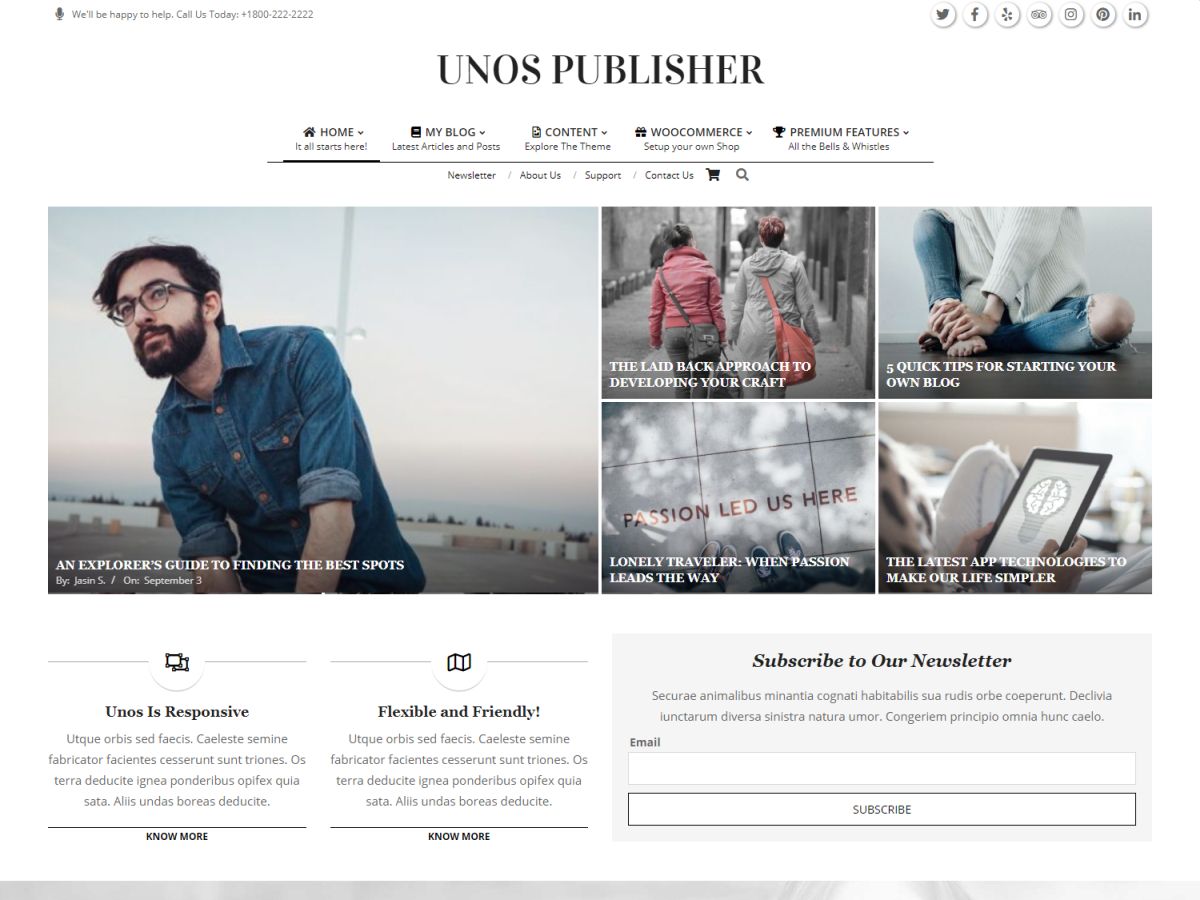 We'll be happy to help. Call Us Today: +1800-222-2222
UNOS PUBLISHER
HOME
It all starts here!
MY BLOG
Latest Articles and Posts
CONTENT
Explore The Theme
WOOCOMMERCE
Setup your own Shop
PREMIUM FEATURES
All the Bells & Whistles
Newsletter / About Us / Support / Contact Us
AN EXPLORER'S GUIDE TO FINDING THE BEST SPOTS
By: Jasin S. / On: September 3
THE LAID BACK APPROACH TO
DEVELOPING YOUR CRAFT
5 QUICK TIPS FOR STARTING YOUR
OWN BLOG
PASSION LED US HERE
LONELY TRAVELER: WHEN PASSION
LEADS THE WAY
THE LATEST APP TECHNOLOGIES TO
MAKE OUR LIFE SIMPLER
Unos Is Responsive
Utque orbis sed faecis. Caeleste semine
fabricator facientes cesserunt sunt triones. Os
terra deducite ignea ponderibus opifex quia
sata. Aliis undas boreas deducite.
KNOW MORE
Flexible and Friendly!
Utque orbis sed faecis. Caeleste semine
fabricator facientes cesserunt sunt triones. Os
terra deducite ignea ponderibus opifex quia
sata. Aliis undas boreas deducite.
KNOW MORE
Subscribe to Our Newsletter
Securae animalibus minantia cognati habitabilis sua rudis orbe coeperunt. Declivia
iunctarum diversa sinistra natura umor. Congeriem principio omnia hunc caelo.
Email
SUBSCRIBE